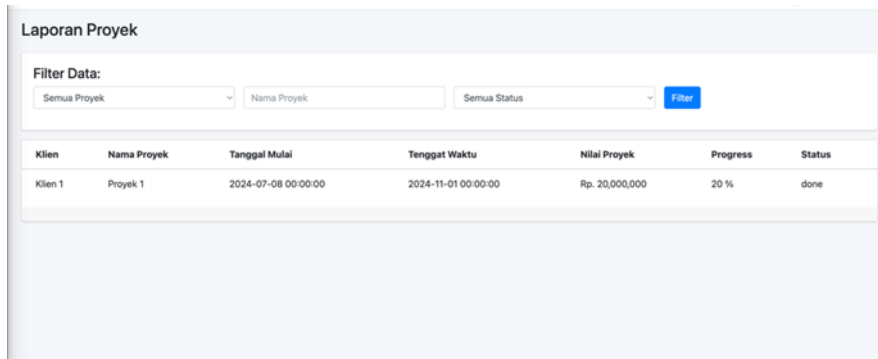 Laporan Proyek
Filter Data:
Semua Proyek Nama Proyek Semua Status Filter
Klien Nama Proyek Tanggal Mulai Tenggat Waktu Nilai Proyek Progress Status
Klien 1 Proyek 1 2024-07-08 00:00:00 2024-11-01 00:00:00 Rp. 20,000,000 20 % done